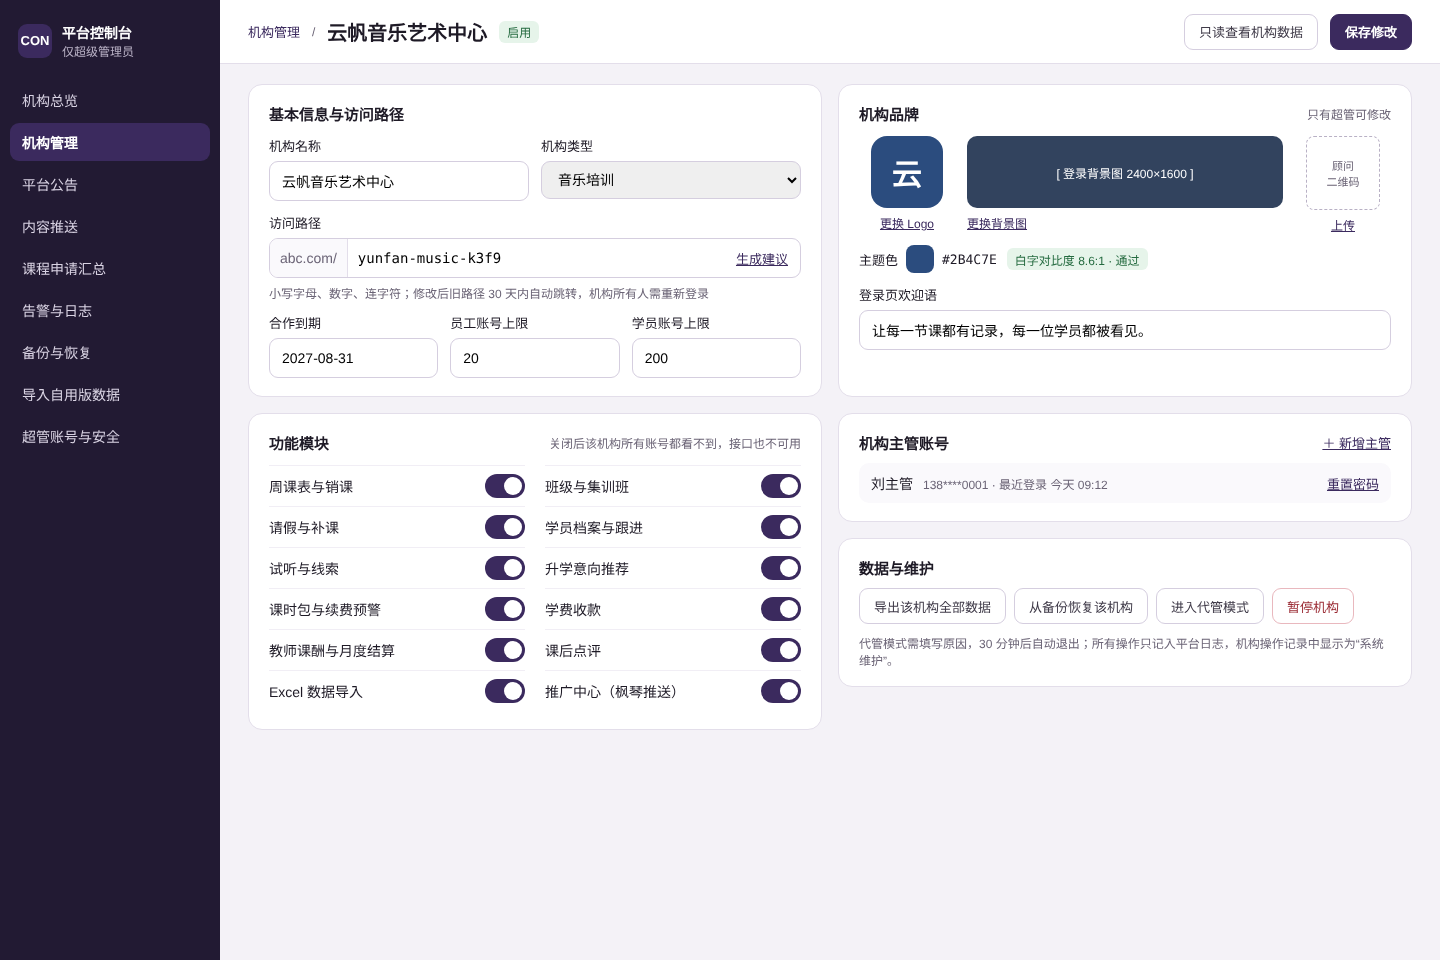 CON
平台控制台
仅超级管理员
机构总览
机构管理
平台公告
内容推送
课程申请汇总
告警与日志
备份与恢复
导入自用版数据
超管账号与安全
机构管理 / 云帆音乐艺术中心 启用
只读查看机构数据
保存修改
基本信息与访问路径
机构名称
机构类型
云帆音乐艺术中心
音乐培训
访问路径
abc.com/ yunfan-music-k3f9 生成建议
小写字母、数字、连字符；修改后旧路径 30 天内自动跳转，机构所有人需重新登录
合作到期
员工账号上限
学员账号上限
2027-08-31
20
200
机构品牌
只有超管可修改
云
[ 登录背景图 2400×1600 ]
顾问
二维码
更换 Logo
更换背景图
上传
主题色 #2B4C7E 白字对比度 8.6:1 · 通过
登录页欢迎语
让每一节课都有记录，每一位学员都被看见。
功能模块
关闭后该机构所有账号都看不到，接口也不可用
周课表与销课
班级与集训班
请假与补课
学员档案与跟进
试听与线索
升学意向推荐
课时包与续费预警
学费收款
教师课酬与月度结算
课后点评
Excel 数据导入
推广中心（枫琴推送）
机构主管账号
＋ 新增主管
刘主管 138****0001 · 最近登录 今天 09:12
重置密码
数据与维护
导出该机构全部数据
从备份恢复该机构
进入代管模式
暂停机构
代管模式需填写原因，30 分钟后自动退出；所有操作只记入平台日志，机构操作记录中显示为“系统
维护”。